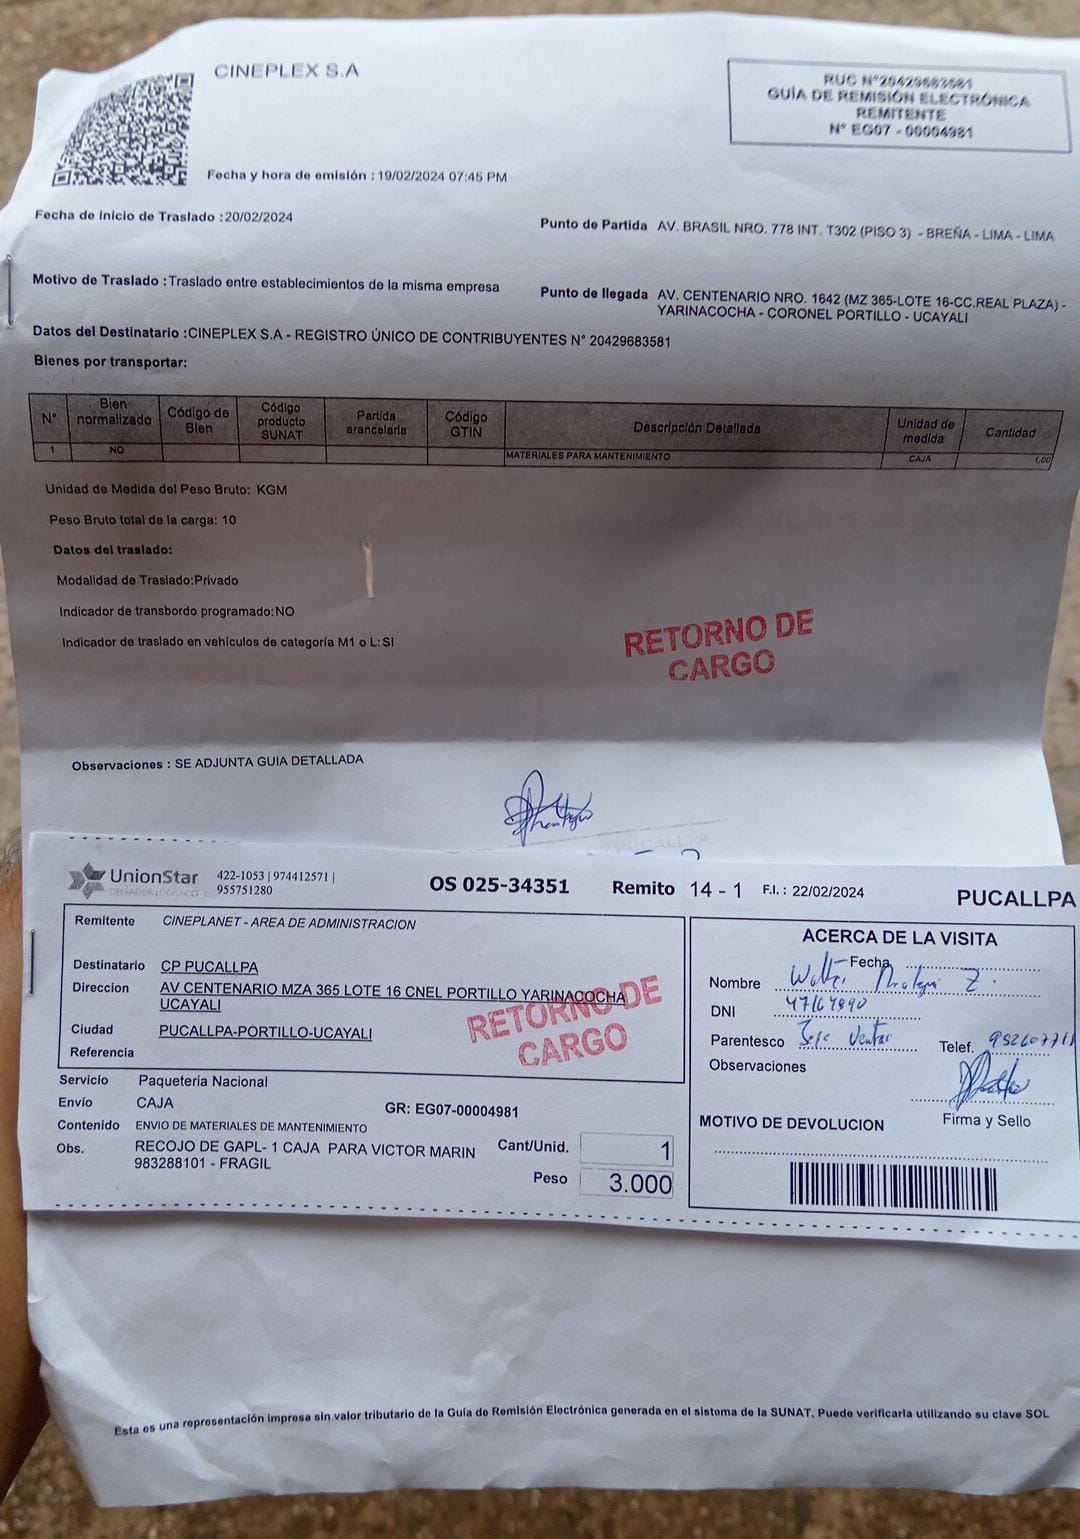 CINEPLEX S.A
RUC N°20429683581
GUÍA DE REMISIÓN ELECTRÓNICA
REMITENTE
N° EG07 - 00004981
Fecha y hora de emisión : 19/02/2024 07:45 PM
Fecha de inicio de Traslado :20/02/2024
Punto de Partida AV. BRASIL NRO. 778 INT. T302 (PISO 3) - BREÑA - LIMA - LIMA
Motivo de Traslado :Traslado entre establecimientos de la misma empresa
Punto de llegada AV. CENTENARIO NRO. 1642 (MZ 365-LOTE 16-CC.REAL PLAZA) -
YARINACOCHA - CORONEL PORTILLO - UCAYALI
Datos del Destinatario :CINEPLEX S.A - REGISTRO ÚNICO DE CONTRIBUYENTES N° 20429683581
Bienes por transportar:
N° Bien normalizado Código de Bien Código producto SUNAT Partida arancelaria Código GTIN Descripción Detallada Unidad de medida Cantidad
1 NO MATERIALES PARA MANTENIMIENTO CAJA 1,00
Unidad de Medida del Peso Bruto: KGM
Peso Bruto total de la carga: 10
Datos del traslado:
Modalidad de Traslado:Privado
Indicador de transbordo programado:NO
Indicador de traslado en vehículos de categoría M1 o L:SI
RETORNO DE
CARGO
Observaciones : SE ADJUNTA GUIA DETALLADA
UnionStar
OPERADOR LOGISTICO
422-1053 | 974412571 |
955751280
OS 025-34351 Remito 14 - 1 F.I. : 22/02/2024 PUCALLPA
Remitente CINEPLANET - AREA DE ADMINISTRACION
Destinatario CP PUCALLPA
Direccion AV CENTENARIO MZA 365 LOTE 16 CNEL PORTILLO YARINACOCHA
UCAYALI
Ciudad PUCALLPA-PORTILLO-UCAYALI
Referencia
RETORNO DE
CARGO
Servicio Paqueteria Nacional
Envío CAJA
GR: EG07-00004981
Contenido ENVIO DE MATERIALES DE MANTENIMIENTO
Obs. RECOJO DE GAPL- 1 CAJA PARA VICTOR MARIN
983288101 - FRAGIL
Cant/Unid. 1
Peso 3.000
ACERCA DE LA VISITA
Fecha
Nombre Z.
DNI 47164890
Parentesco Jefe Ventas
Telef.
Observaciones
Firma y Sello
MOTIVO DE DEVOLUCION
Esta es una representación impresa sin valor tributario de la Guía de Remisión Electrónica generada en el sistema de la SUNAT. Puede verificarla utilizando su clave SOL